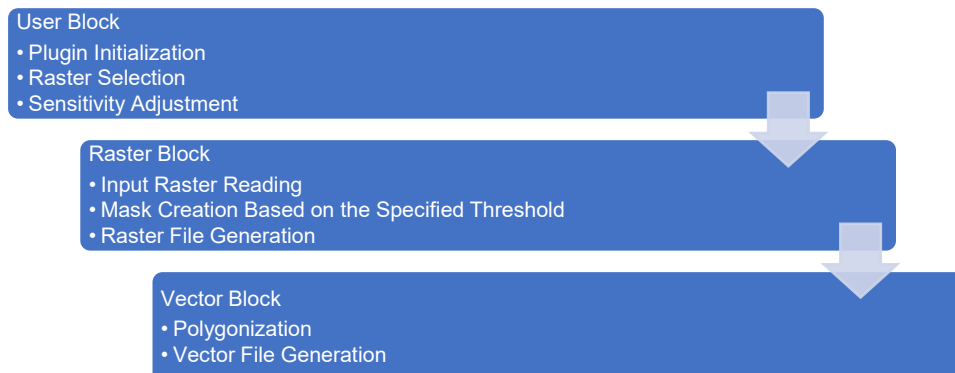 User Block
• Plugin Initialization
• Raster Selection
• Sensitivity Adjustment
Raster Block
• Input Raster Reading
• Mask Creation Based on the Specified Threshold
• Raster File Generation
Vector Block
• Polygonization
• Vector File Generation